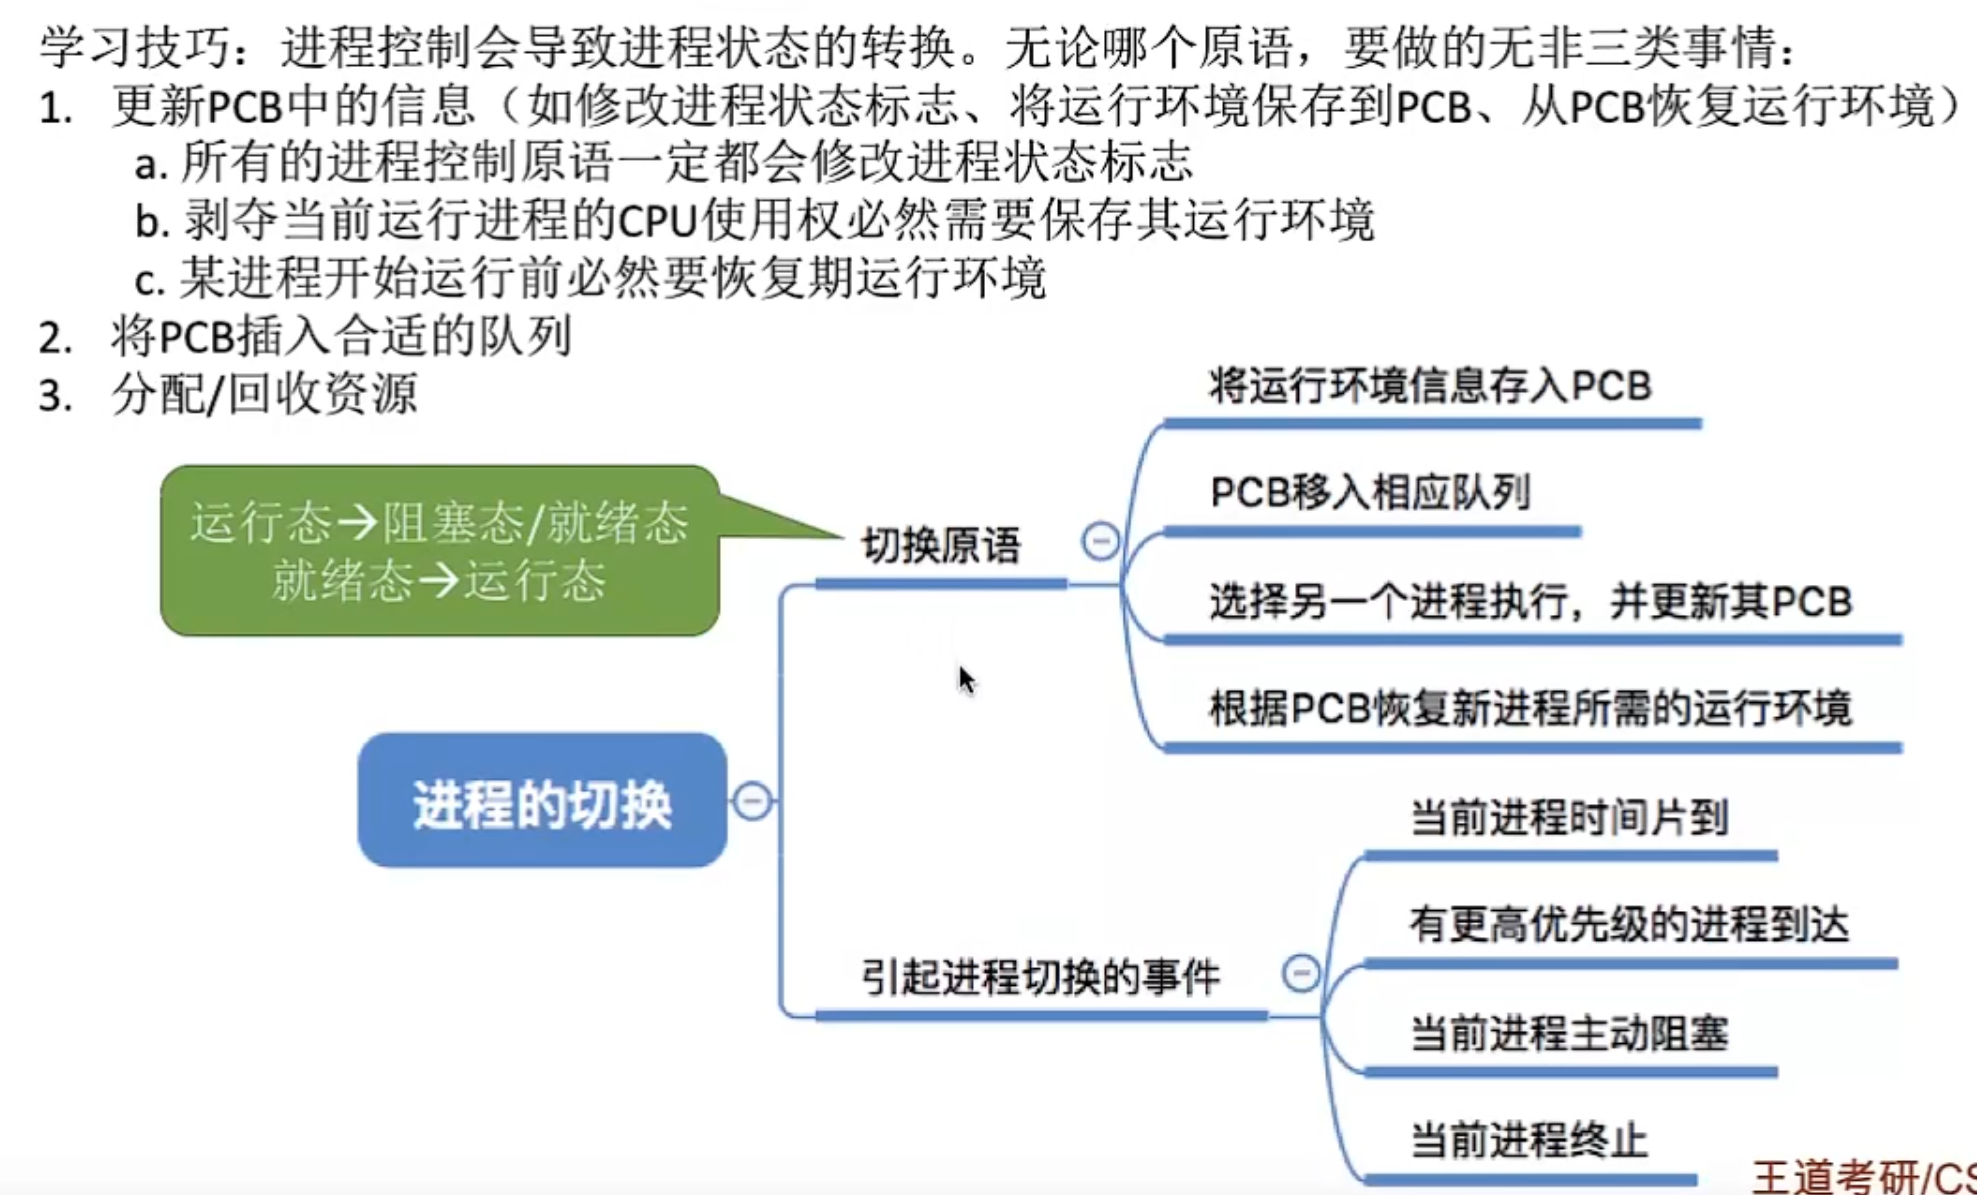 学习技巧：进程控制会导致进程状态的转换。无论哪个原语，要做的无非三类事情：
1. 更新PCB中的信息（如修改进程状态标志、将运行环境保存到PCB、从PCB恢复运行环境）
a. 所有的进程控制原语一定都会修改进程状态标志
b. 剥夺当前运行进程的CPU使用权必然需要保存其运行环境
c. 某进程开始运行前必然要恢复期运行环境
2. 将PCB插入合适的队列
3. 分配/回收资源
运行态→阻塞态/就绪态
就绪态→运行态
进程的切换
切换原语
将运行环境信息存入PCB
PCB移入相应队列
选择另一个进程执行，并更新其PCB
根据PCB恢复新进程所需的运行环境
引起进程切换的事件
当前进程时间片到
有更高优先级的进程到达
当前进程主动阻塞
当前进程终止
王道考研/CS